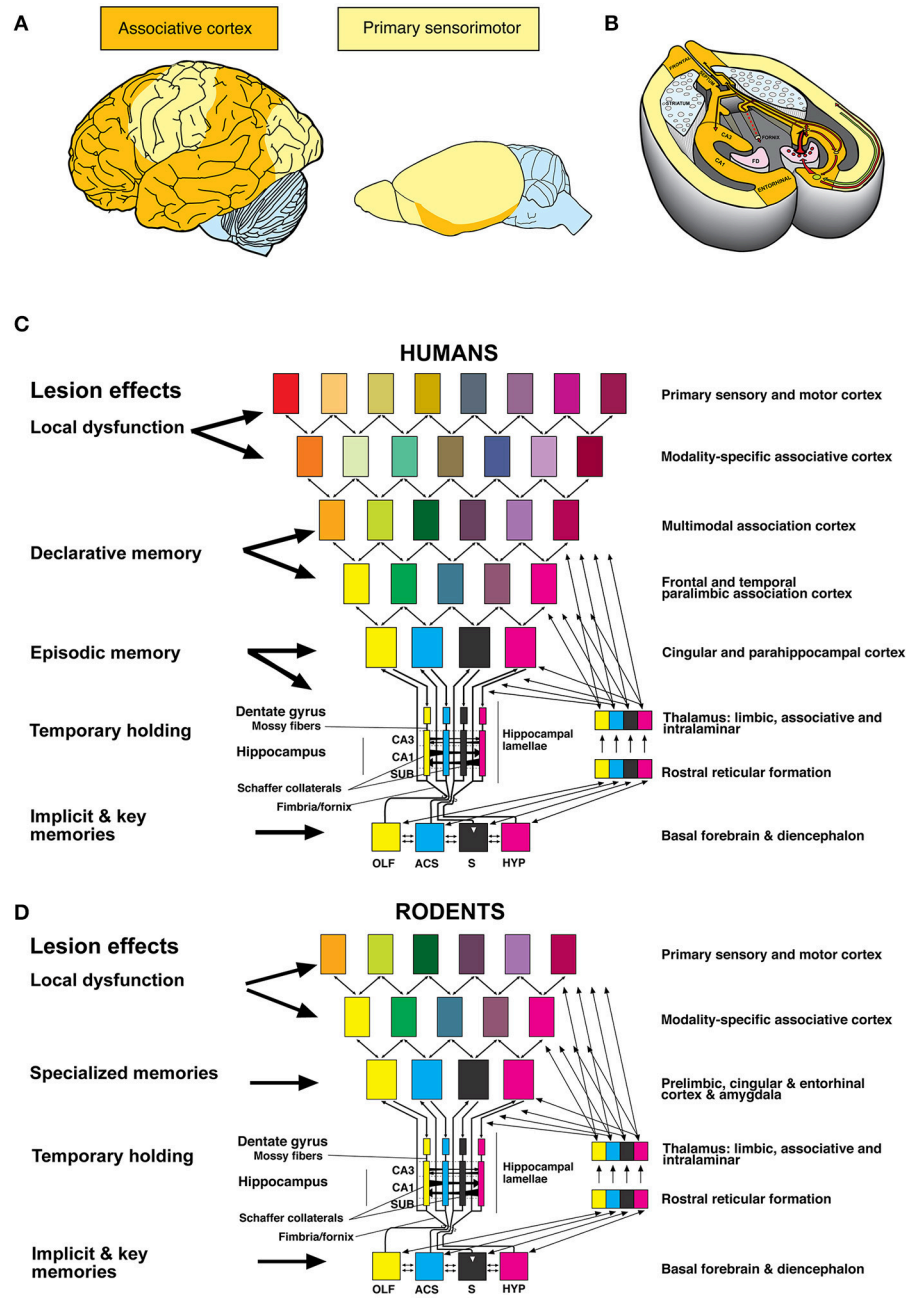 A
Associative cortex
Primary sensorimotor
B
FRONTAL
STRIATUM
CA3
FORNIX
CA1
FD
ENTORHINAL
C
HUMANS
Lesion effects
Primary sensory and motor cortex
Local dysfunction
Modality-specific associative cortex
Multimodal association cortex
Declarative memory
Frontal and temporal
paralimbic association cortex
Episodic memory
Cingular and parahippocampal cortex
Temporary holding
Dentate gyrus
Mossy fibers
Hippocampus
CA3
CA1
SUB
Hippocampal
lamellae
Thalamus: limbic, associative and
intralaminar
Schaffer collaterals
Fimbria/fornix
Rostral reticular formation
Implicit & key
memories
Basal forebrain & diencephalon
OLF
ACS
S
HYP
D
RODENTS
Lesion effects
Primary sensory and motor cortex
Local dysfunction
Modality-specific associative cortex
Specialized memories
Prelimbic, cingular & entorhinal
cortex & amygdala
Temporary holding
Dentate gyrus
Mossy fibers
Hippocampus
CA3
CA1
SUB
Hippocampal
lamellae
Thalamus: limbic, associative and
intralaminar
Schaffer collaterals
Fimbria/fornix
Rostral reticular formation
Implicit & key
memories
Basal forebrain & diencephalon
OLF
ACS
S
HYP